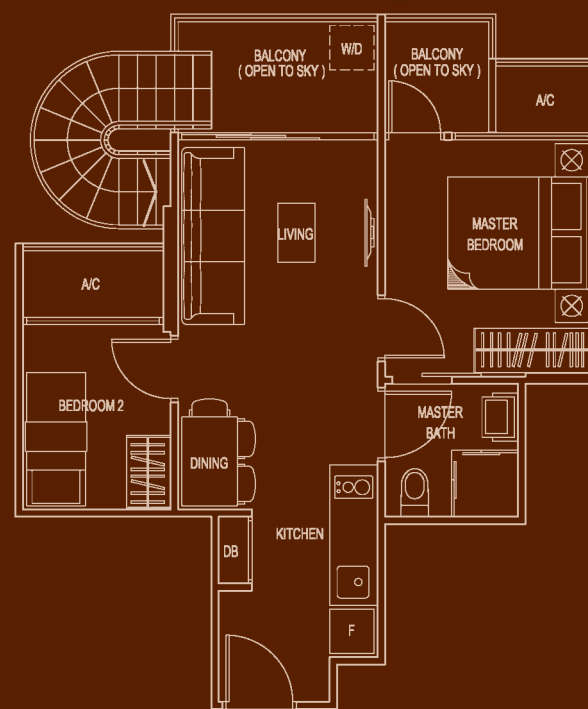 BALCONY
( OPEN TO SKY )
W/D
BALCONY
( OPEN TO SKY )
A/C
LIVING
MASTER
BEDROOM
A/C
BEDROOM 2
MASTER
BATH
DINING
KITCHEN
DB
F